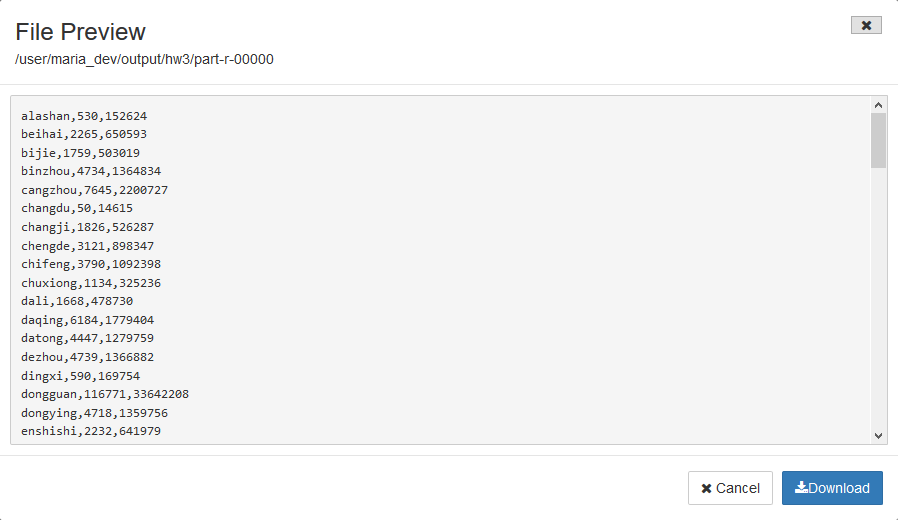 File Preview
/user/maria_dev/output/hw3/part-r-00000
alashan,530,152624
beihai,2265,650593
bijie,1759,503019
binzhou,4734,1364834
cangzhou,7645,2200727
changdu,50,14615
changji,1826,526287
chengde,3121,898347
chifeng,3790,1092398
chuxiong,1134,325236
dali,1668,478730
daqing,6184,1779404
datong,4447,1279759
dezhou,4739,1366882
dingxi,590,169754
dongguan,116771,33642208
dongying,4718,1359756
enshishi,2232,641979
Cancel
Download